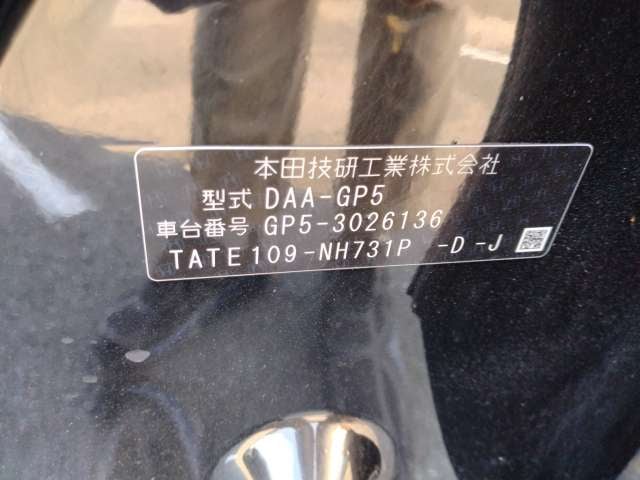 本田技研工業株式会社
型式 DAA-GP5
車台番号 GP5-3026136
TATE109-NH731P -D-J